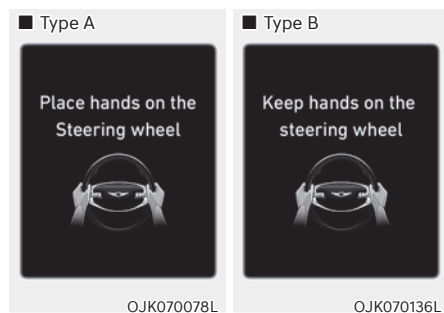 ■ Type A
Place hands on the
Steering wheel
OJK070078L
■ Type B
Keep hands on the
steering wheel
OJK070136L